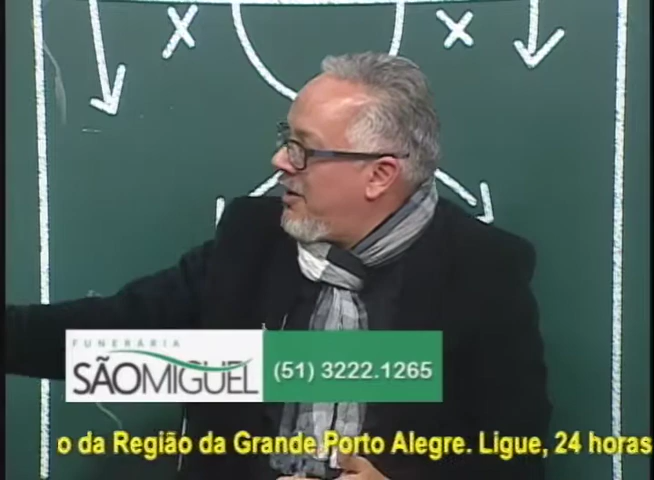 FUNERÁRIA
SÃOMIGUEL
(51) 3222.1265
o da Região da Grande Porto Alegre. Ligue, 24 horas